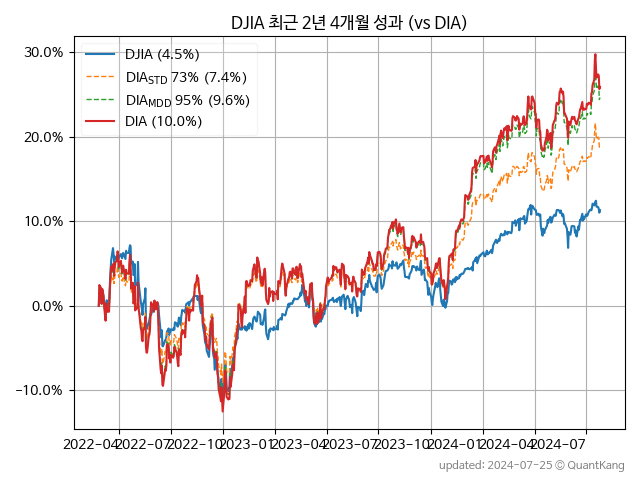 DJIA 최근 2년 4개월 성과 (vs DIA)
30.0%
20.0%
10.0%
0.0%
−10.0%
DJIA (4.5%)
DIA_STD 73% (7.4%)
DIA_MDD 95% (9.6%)
DIA (10.0%)
2022-04 2022-07 2022-10 2023-01 2023-04 2023-07 2023-10 2024-01 2024-04 2024-07
updated: 2024-07-25 © QuantKang